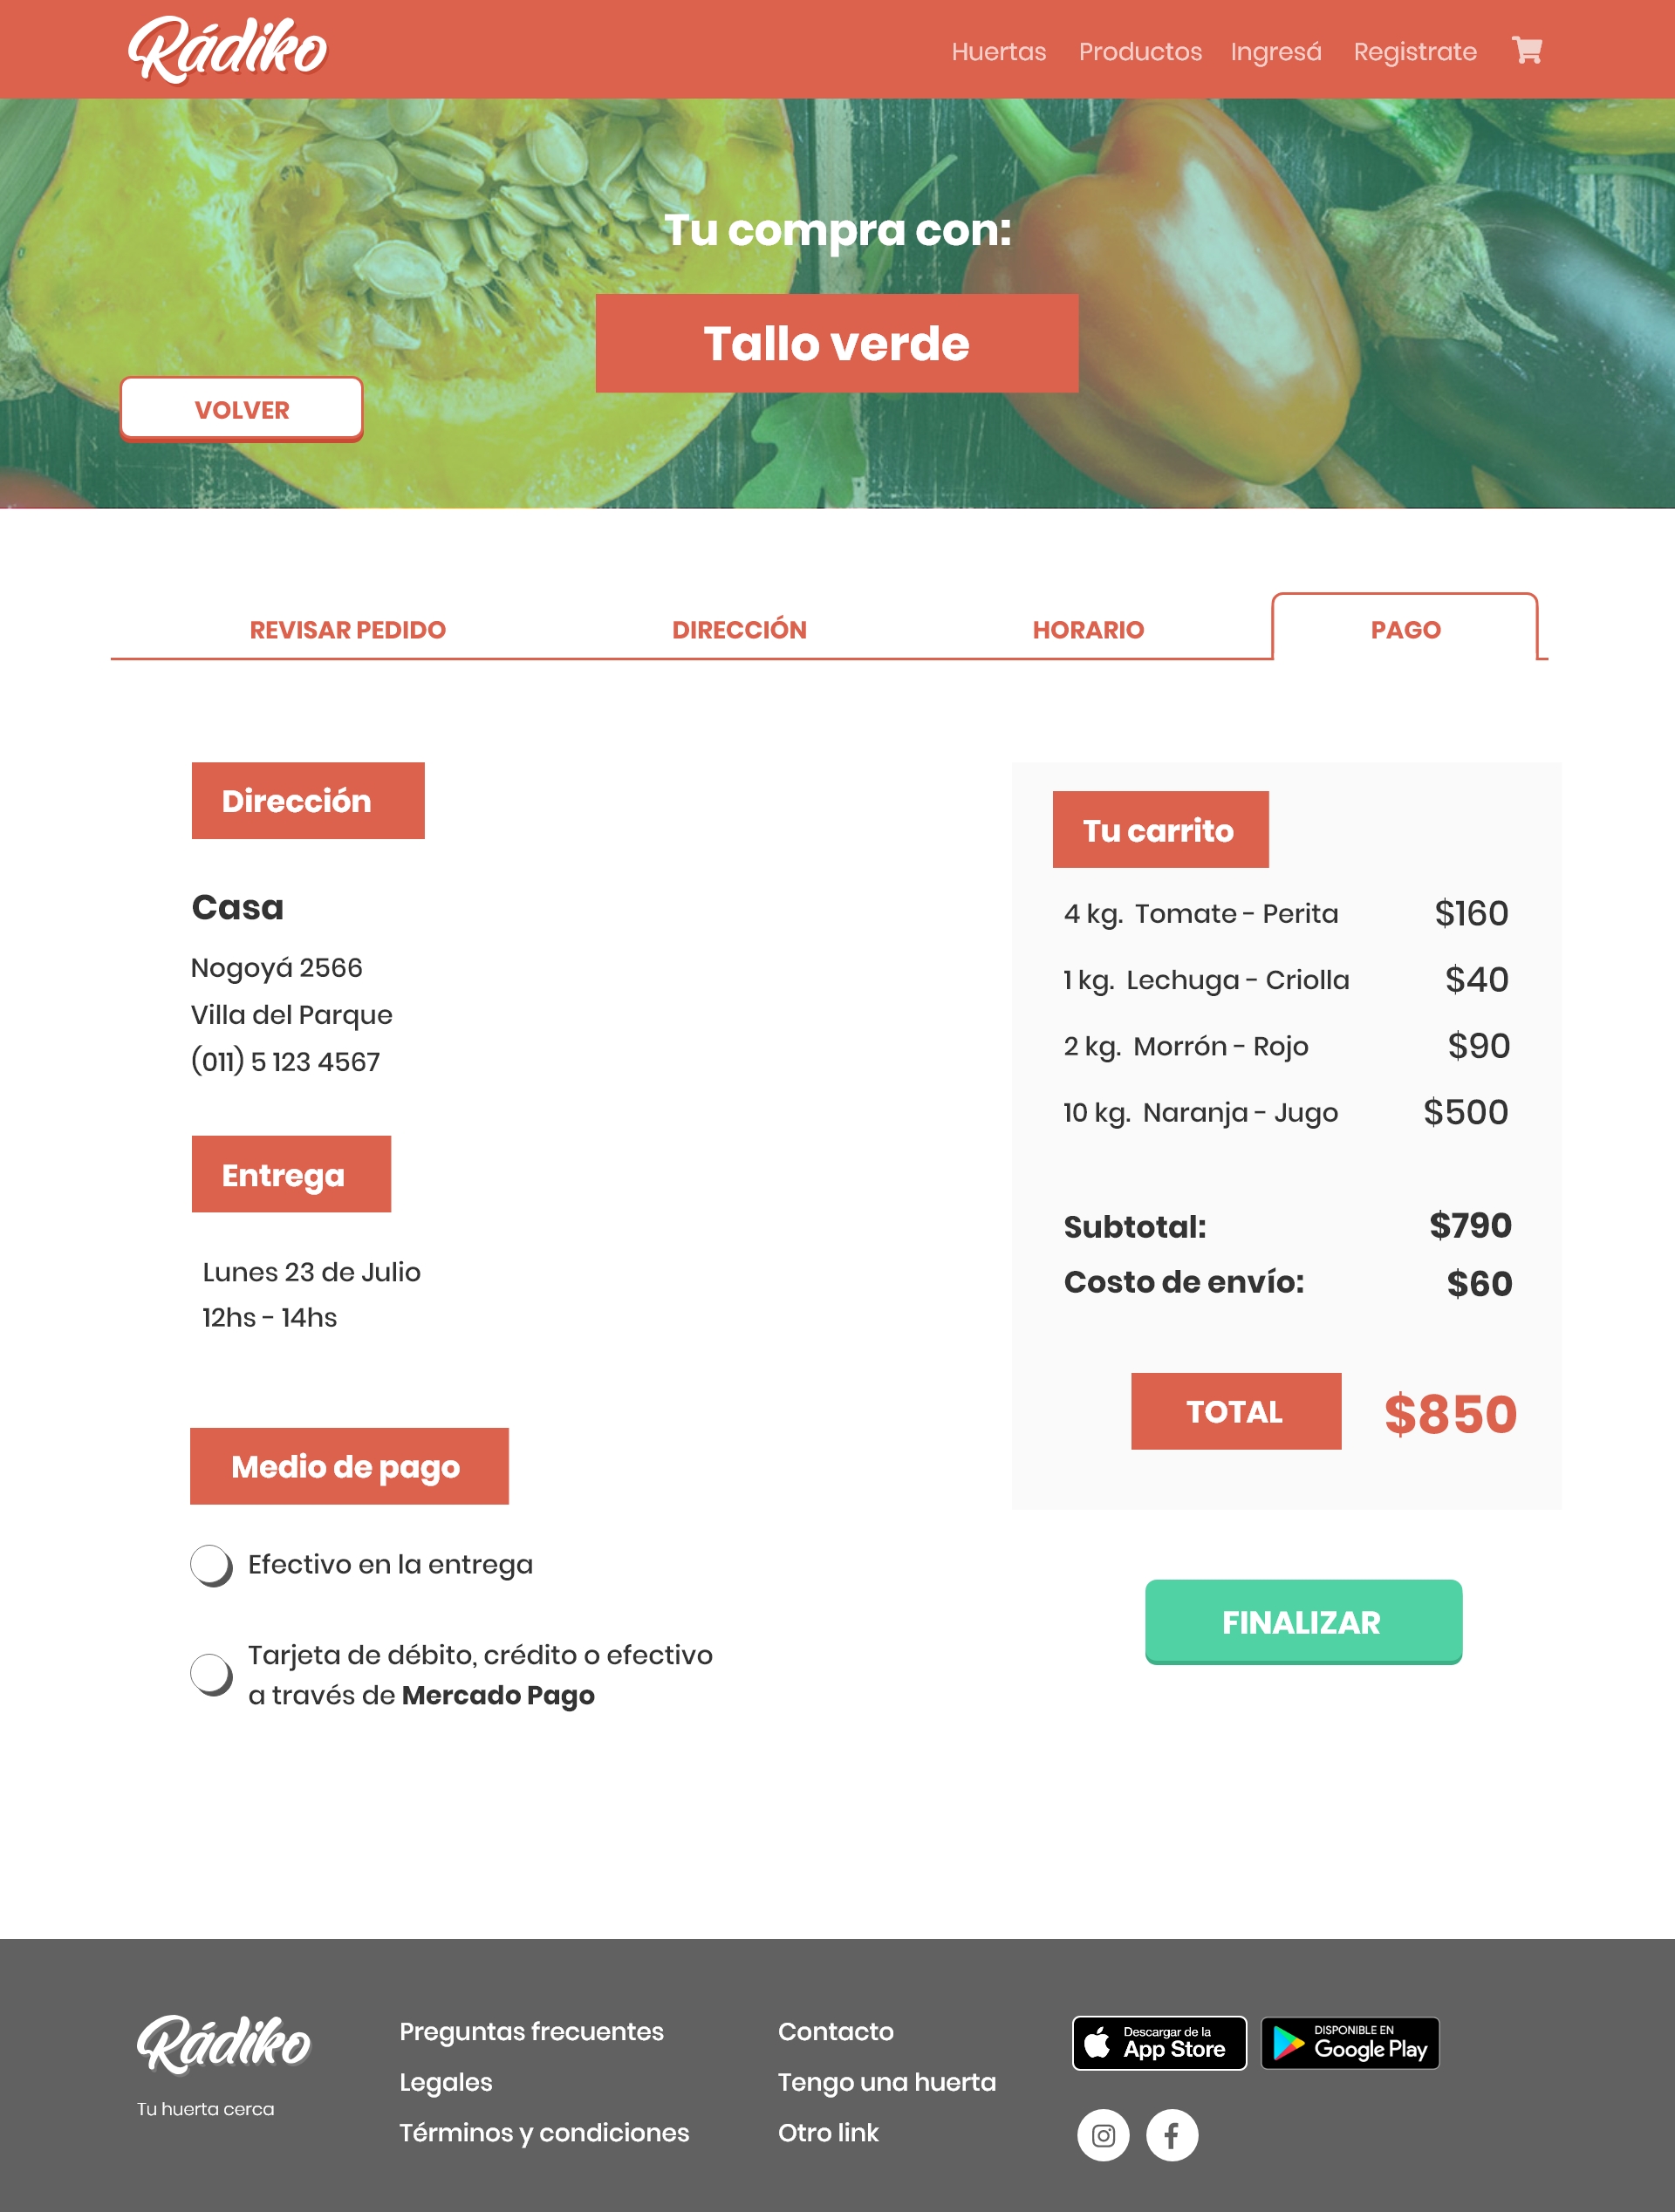 Rádiko
Huertas Productos Ingresá Registrate
Tu compra con:
Tallo verde
VOLVER
REVISAR PEDIDO DIRECCIÓN HORARIO PAGO
Dirección
Casa
Nogoyá 2566
Villa del Parque
(011) 5 123 4567
Entrega
Lunes 23 de Julio
12hs - 14hs
Medio de pago
Efectivo en la entrega
Tarjeta de débito, crédito o efectivo
a través de Mercado Pago
Tu carrito
4 kg. Tomate - Perita $160
1 kg. Lechuga - Criolla $40
2 kg. Morrón - Rojo $90
10 kg. Naranja - Jugo $500
Subtotal: $790
Costo de envío: $60
TOTAL $850
FINALIZAR
Rádiko
Tu huerta cerca
Preguntas frecuentes
Legales
Términos y condiciones
Contacto
Tengo una huerta
Otro link
Descargar de la
App Store
DISPONIBLE EN
Google Play